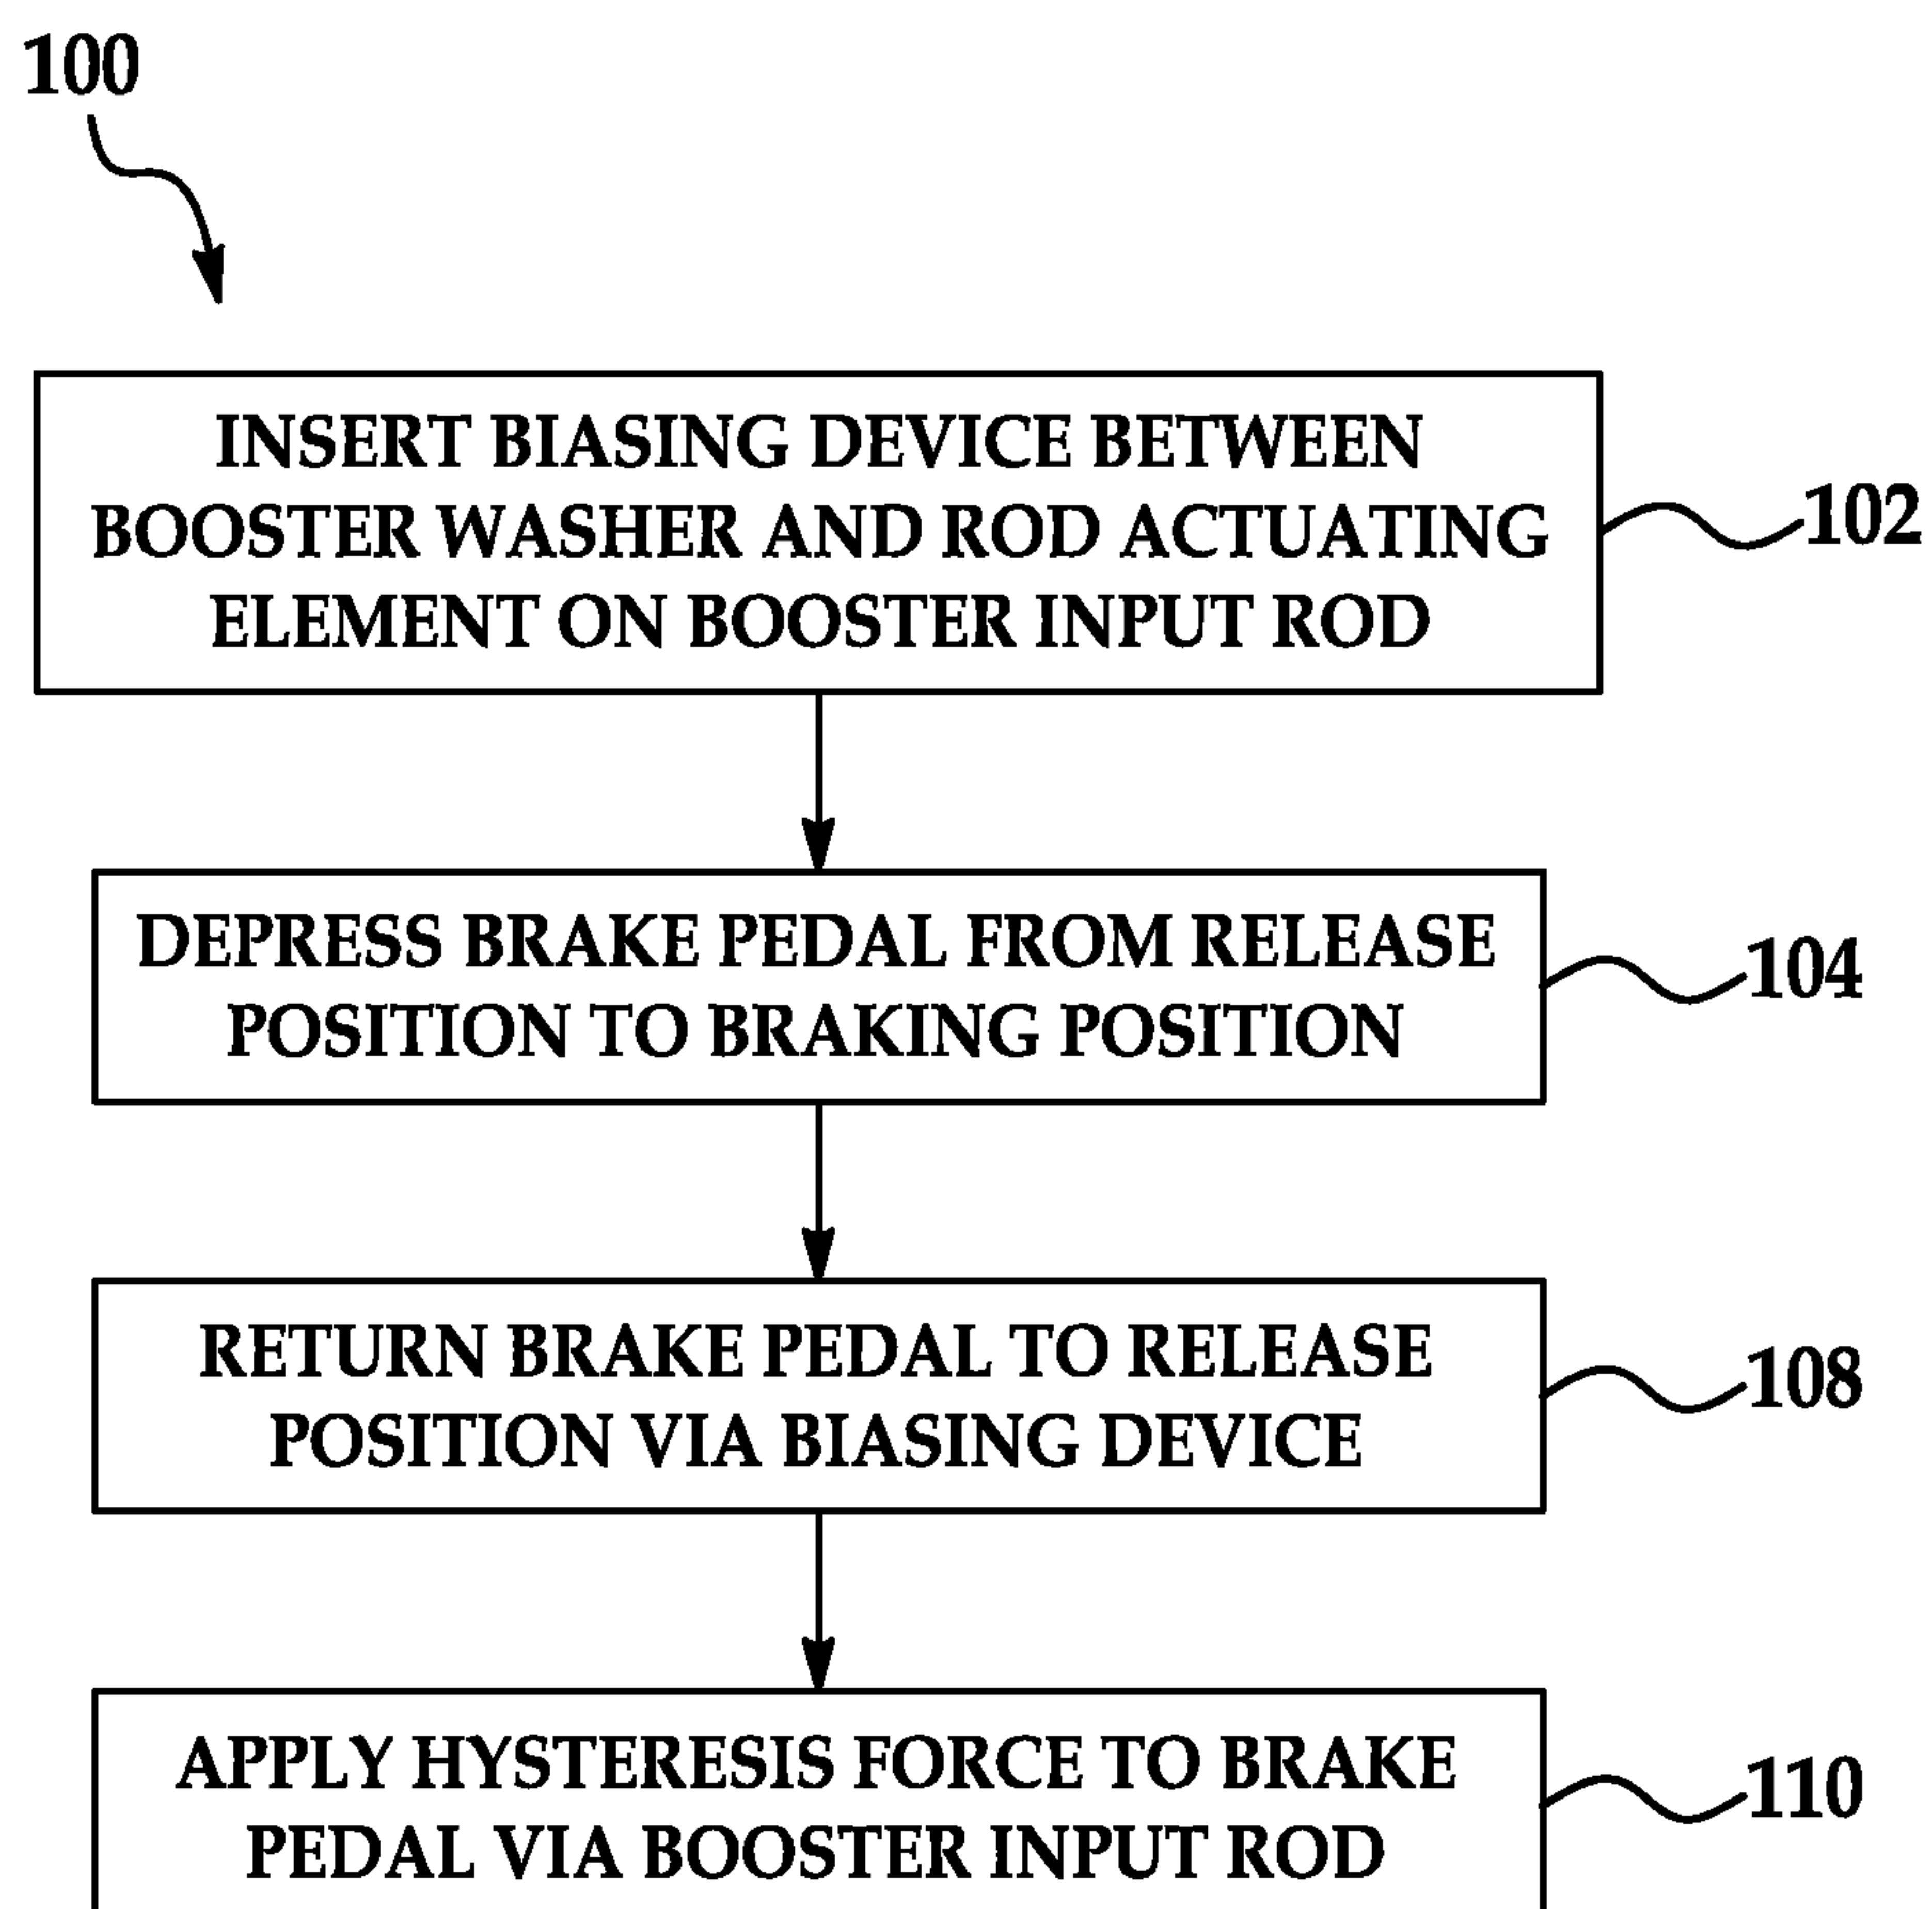 100
INSERT BIASING DEVICE BETWEEN
BOOSTER WASHER AND ROD ACTUATING
ELEMENT ON BOOSTER INPUT ROD
102
DEPRESS BRAKE PEDAL FROM RELEASE
POSITION TO BRAKING POSITION
104
RETURN BRAKE PEDAL TO RELEASE
POSITION VIA BIASING DEVICE
108
APPLY HYSTERESIS FORCE TO BRAKE
PEDAL VIA BOOSTER INPUT ROD
110